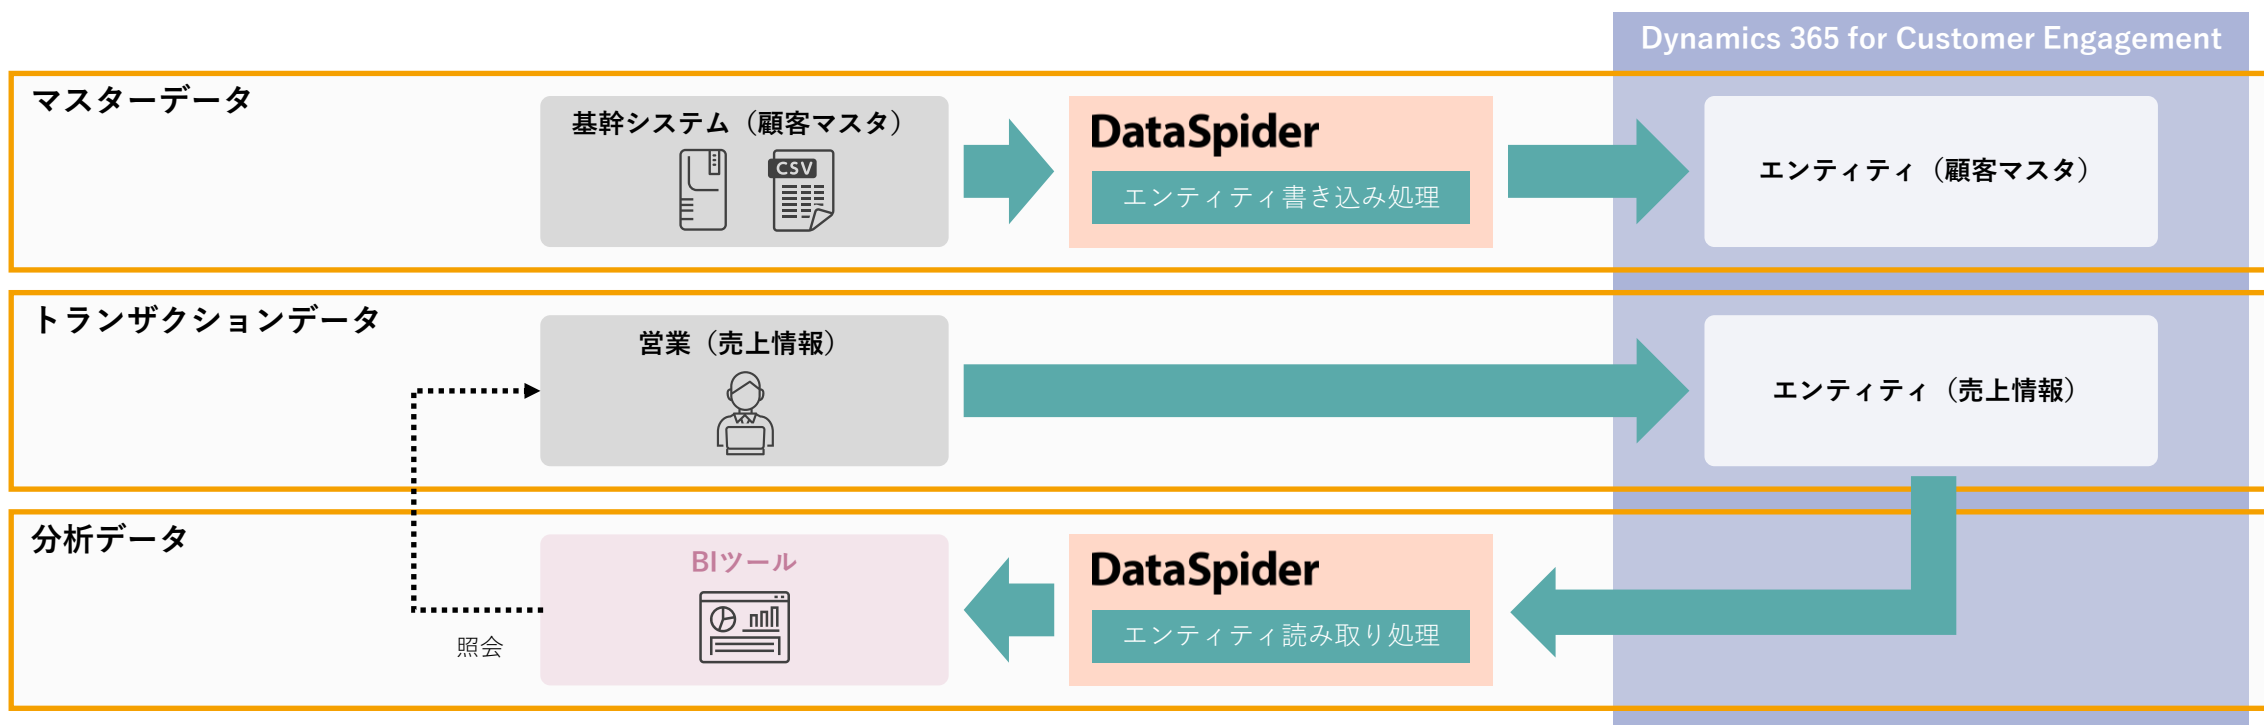 Dynamics 365 for Customer Engagement
マスターデータ
基幹システム（顧客マスタ）
CSV
DataSpider
エンティティ書き込み処理
エンティティ（顧客マスタ）
トランザクションデータ
営業（売上情報）
エンティティ（売上情報）
分析データ
BIツール
DataSpider
エンティティ読み取り処理
照会